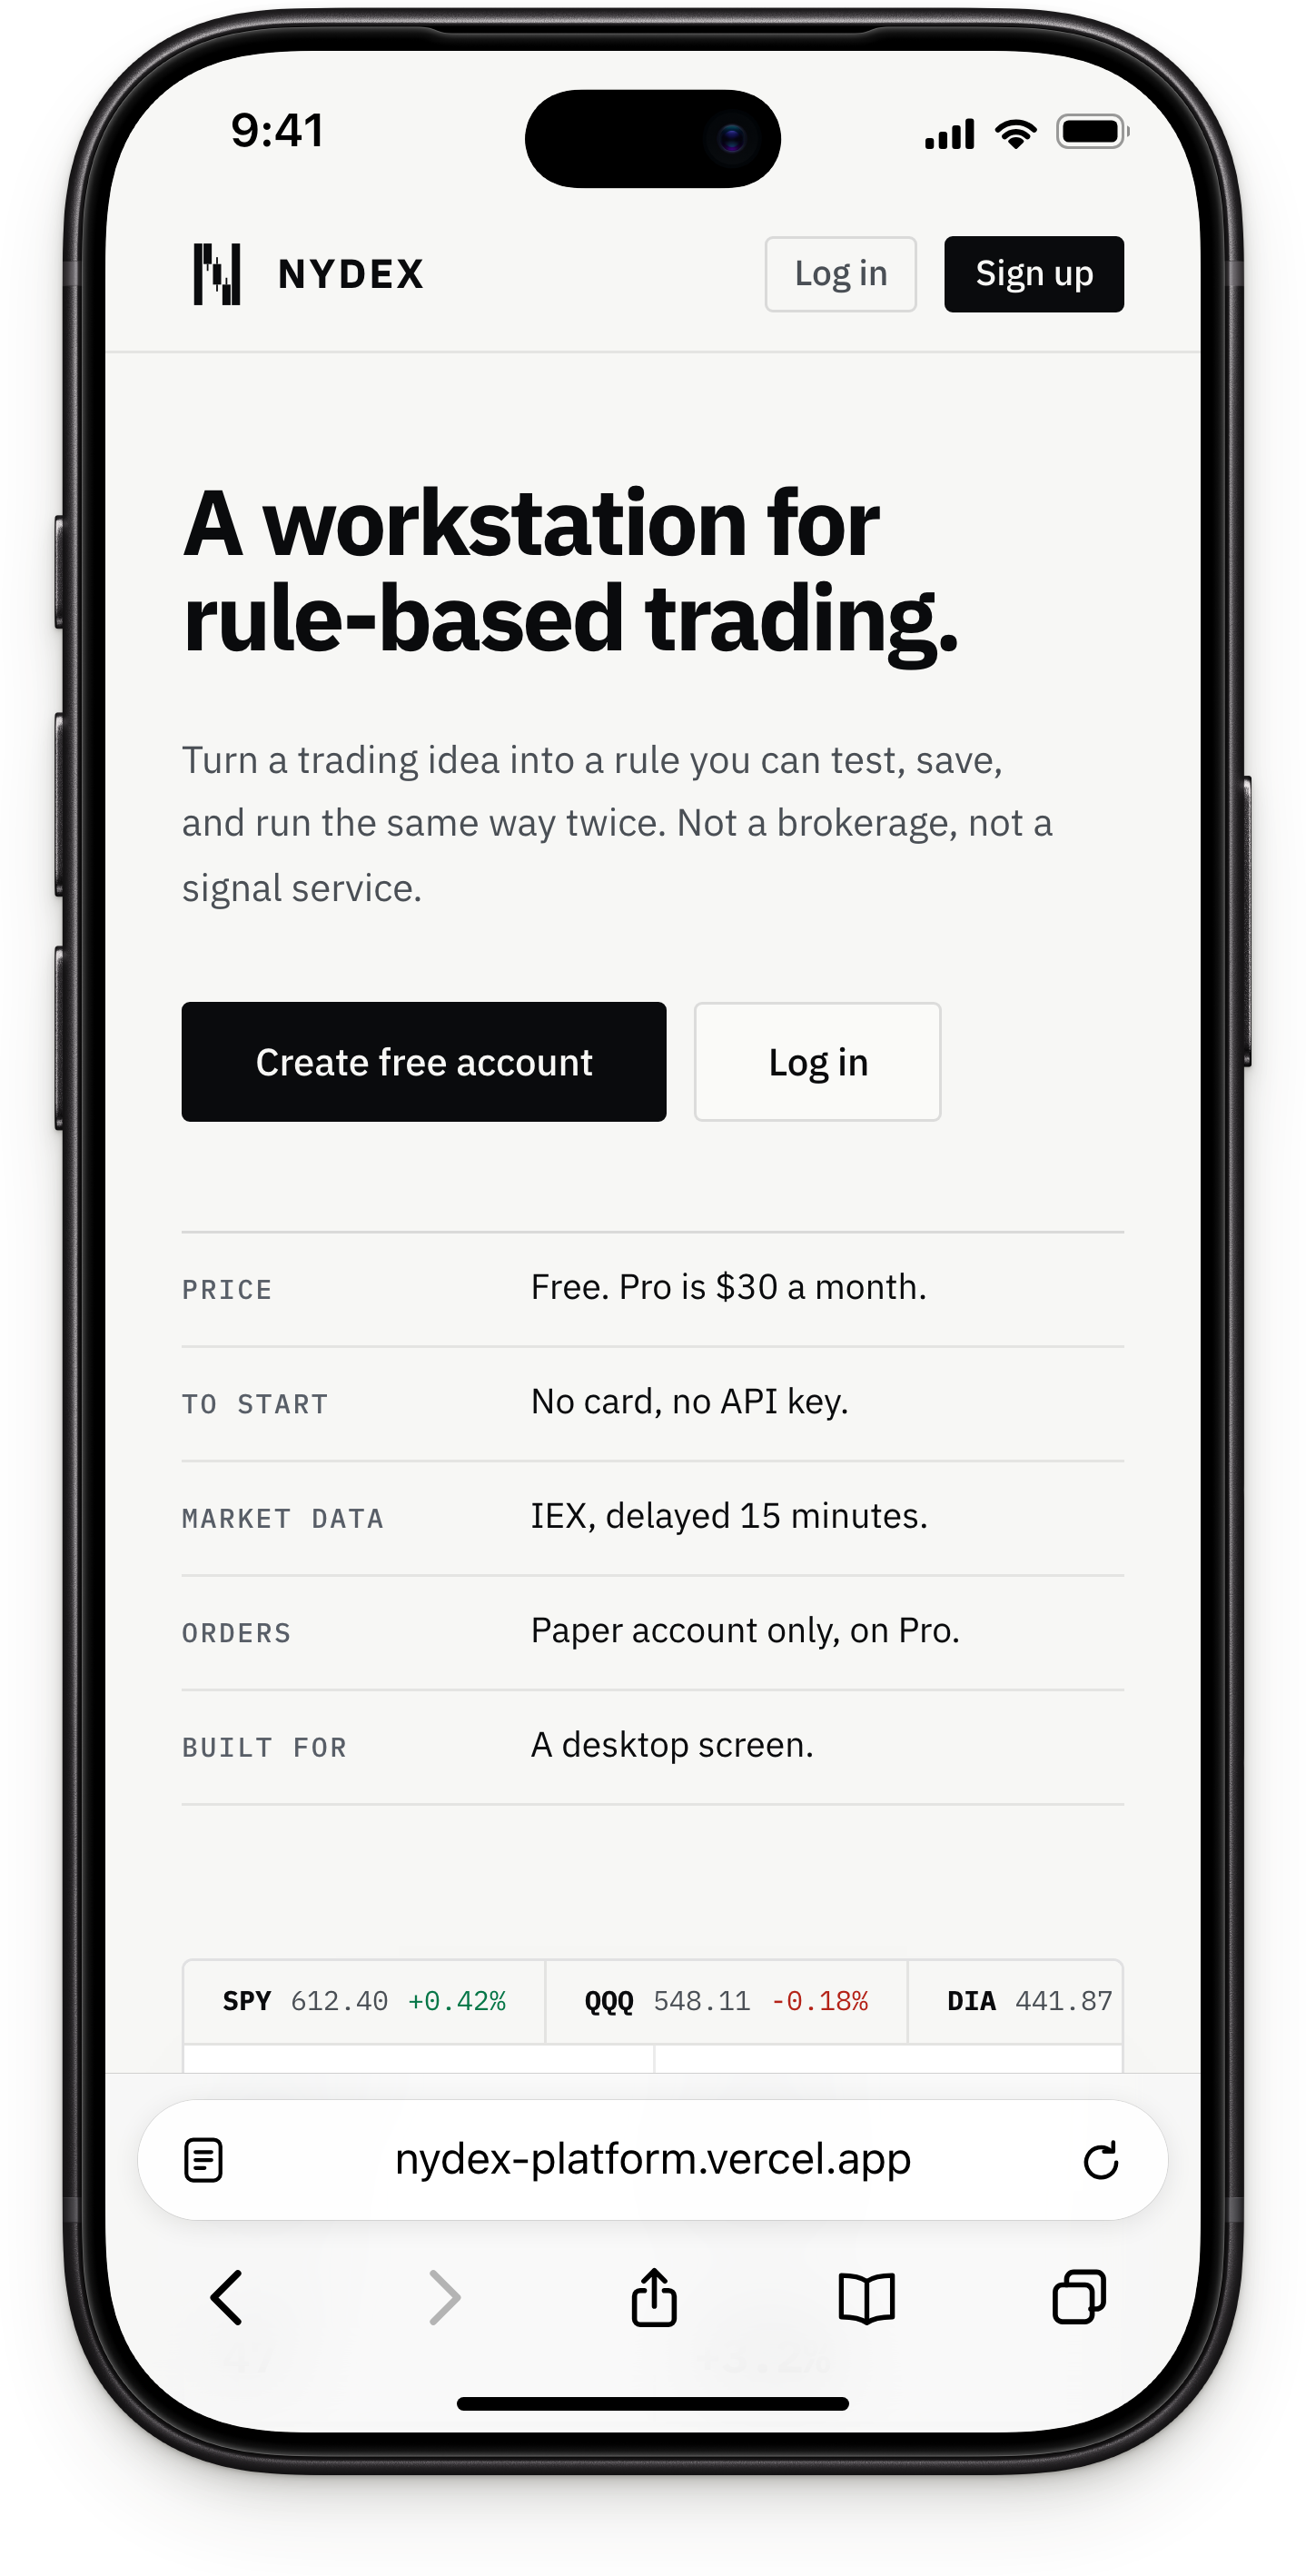 9:41
NYDEX
Log in
Sign up
A workstation for
rule-based trading.
Turn a trading idea into a rule you can test, save,
and run the same way twice. Not a brokerage, not a
signal service.
Create free account
Log in
PRICE Free. Pro is $30 a month.
TO START No card, no API key.
MARKET DATA IEX, delayed 15 minutes.
ORDERS Paper account only, on Pro.
BUILT FOR A desktop screen.
SPY 612.40 +0.42% QQQ 548.11 -0.18% DIA 441.87
nydex-platform.vercel.app